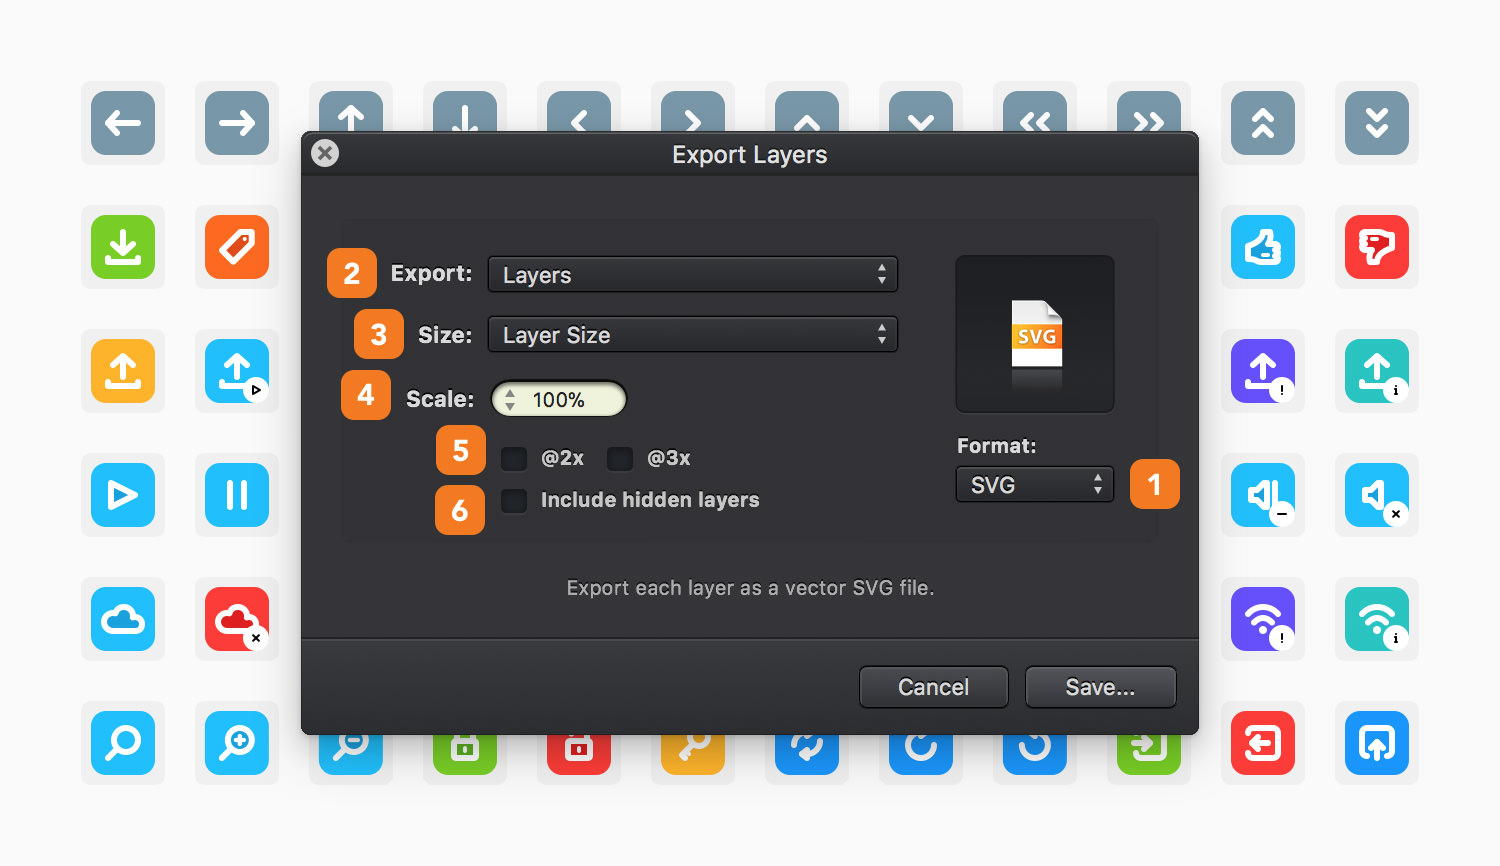 Export Layers
2 Export: Layers
3 Size: Layer Size
SVG
4 Scale: 100%
5 @2x @3x
Format:
SVG 1
6 Include hidden layers
Export each layer as a vector SVG file.
Cancel Save...
! i
! i